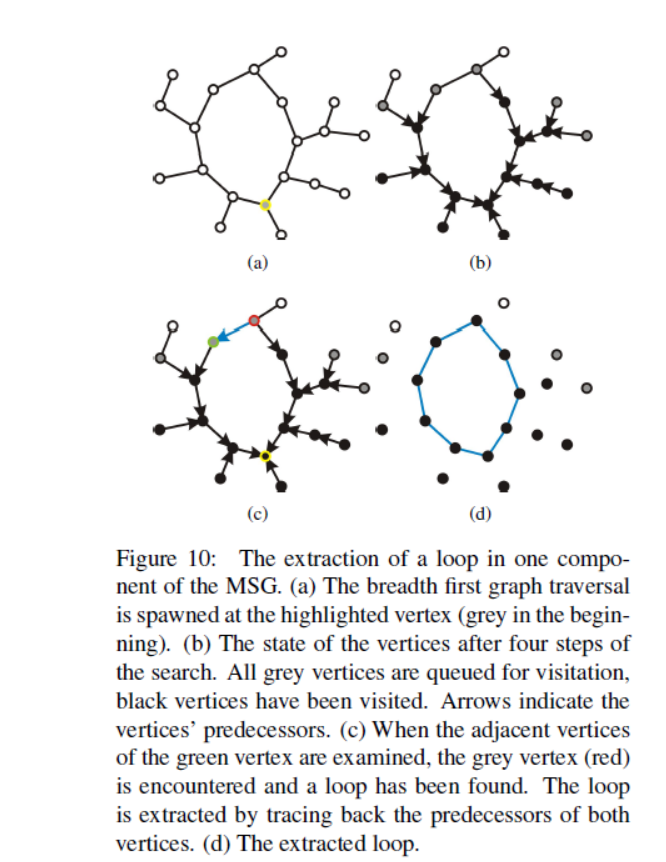 (a)
(b)
(c)
(d)
Figure 10: The extraction of a loop in one compo-
nent of the MSG. (a) The breadth first graph traversal
is spawned at the highlighted vertex (grey in the begin-
ning). (b) The state of the vertices after four steps of
the search. All grey vertices are queued for visitation,
black vertices have been visited. Arrows indicate the
vertices’ predecessors. (c) When the adjacent vertices
of the green vertex are examined, the grey vertex (red)
is encountered and a loop has been found. The loop
is extracted by tracing back the predecessors of both
vertices. (d) The extracted loop.